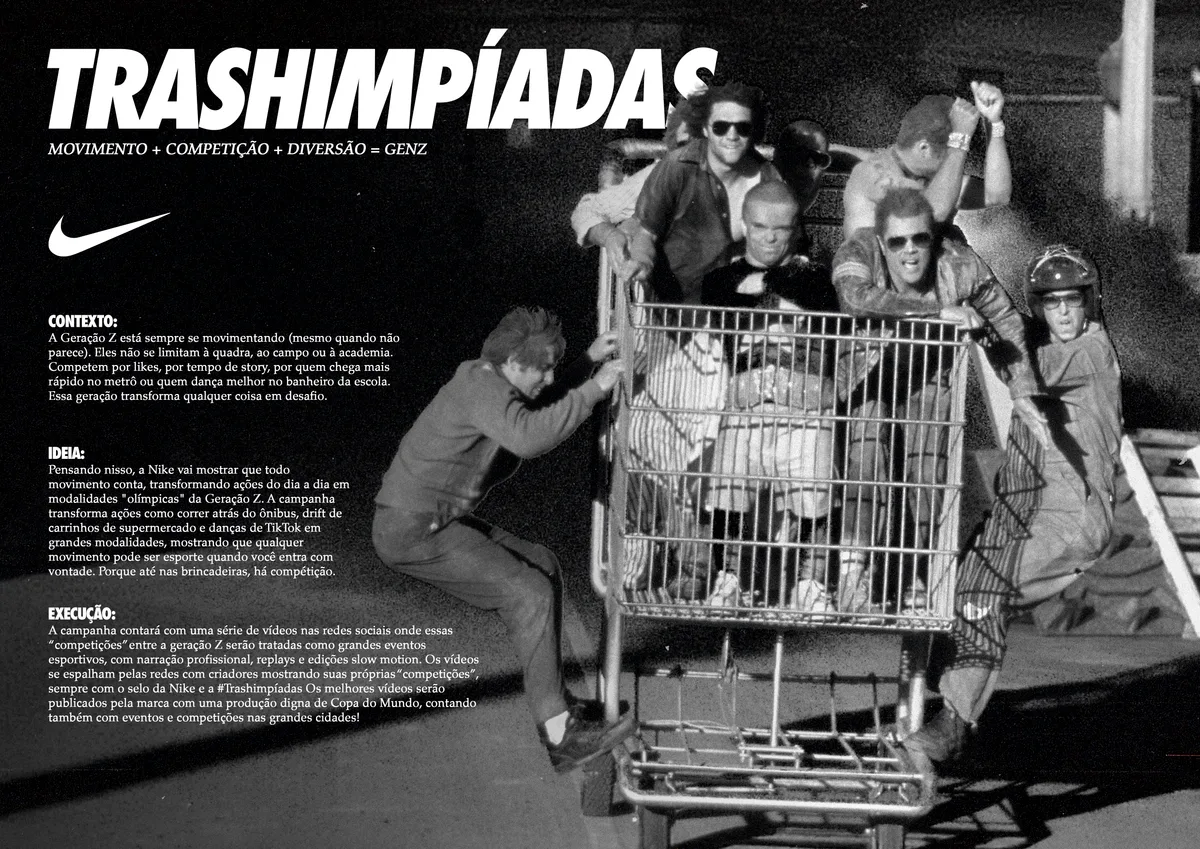 TRASHIMPÍADAS
MOVIMENTO + COMPETIÇÃO + DIVERSÃO = GENZ
CONTEXTO:
A Geração Z está sempre se movimentando (mesmo quando não
parece). Eles não se limitam à quadra, ao campo ou à academia.
Competem por likes, por tempo de story, por quem chega mais
rápido no metrô ou quem dança melhor no banheiro da escola.
Essa geração transforma qualquer coisa em desafio.
IDEIA:
Pensando nisso, a Nike vai mostrar que todo
movimento conta, transformando ações do dia a dia em
modalidades "olímpicas" da Geração Z. A campanha
transforma ações como correr atrás do ônibus, drift de
carrinhos de supermercado e danças de TikTok em
grandes modalidades, mostrando que qualquer
movimento pode ser esporte quando você entra com
vontade. Porque até nas brincadeiras, há compétição.
EXECUÇÃO:
A campanha contará com uma série de vídeos nas redes sociais onde essas
“competições” entre a geração Z serão tratadas como grandes eventos
esportivos, com narração profissional, replays e edições slow motion. Os vídeos
se espalham pelas redes com criadores mostrando suas próprias “competições”,
sempre com o selo da Nike e a #Trashimpíadas Os melhores vídeos serão
publicados pela marca com uma produção digna de Copa do Mundo, contando
também com eventos e competições nas grandes cidades!